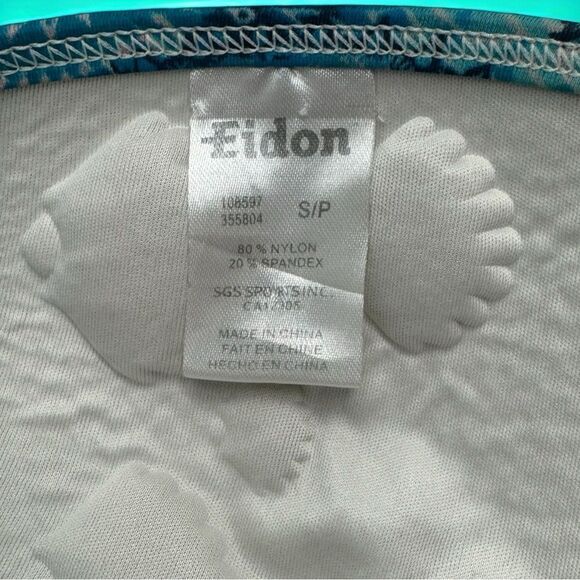 Eidon
108597
355804
S/P
80 % NYLON
20 % SPANDEX
SGS SPORTS INC.
CA17305
MADE IN CHINA
FAIT EN CHINE
HECHO EN CHINA